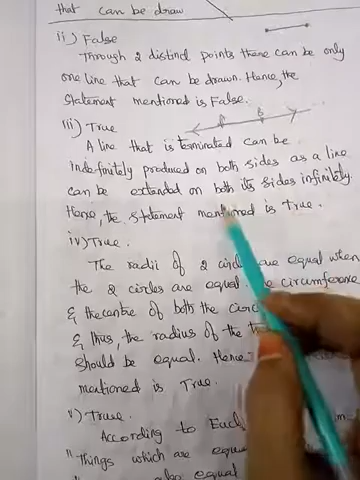 that can be draw
ii) False
Through 2 distinct points there can be only
one line that can be drawn. Hence, the
statement mentioned is False.
iii) True
A line that is terminated can be
indefinitely produced on both sides as a line
can be extended on both its sides infinitely.
Hence, the statement mentioned is True.
iv) True.
The radii of 2 are equal when
the 2 circles are equal. circumference
& the centre of both the
& thus, the radius of the
should be equal. Hence
mentioned is True.
v) True.
According to
"things which are
also equal